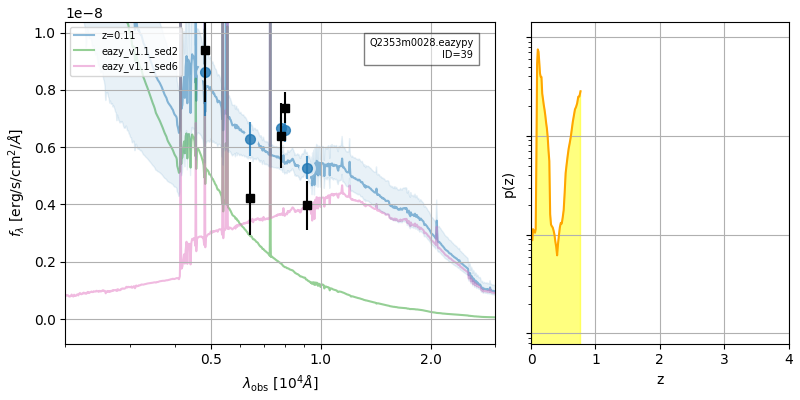 1e−8
z=0.11
eazy_v1.1_sed2
eazy_v1.1_sed6
Q2353m0028.eazypy
ID=39
1.0
0.8
0.6
0.4
0.2
0.0
fλ [erg/s/cm²/Å]
0.5 1.0 2.0
λobs [10⁴Å]
p(z)
0 1 2 3 4
z